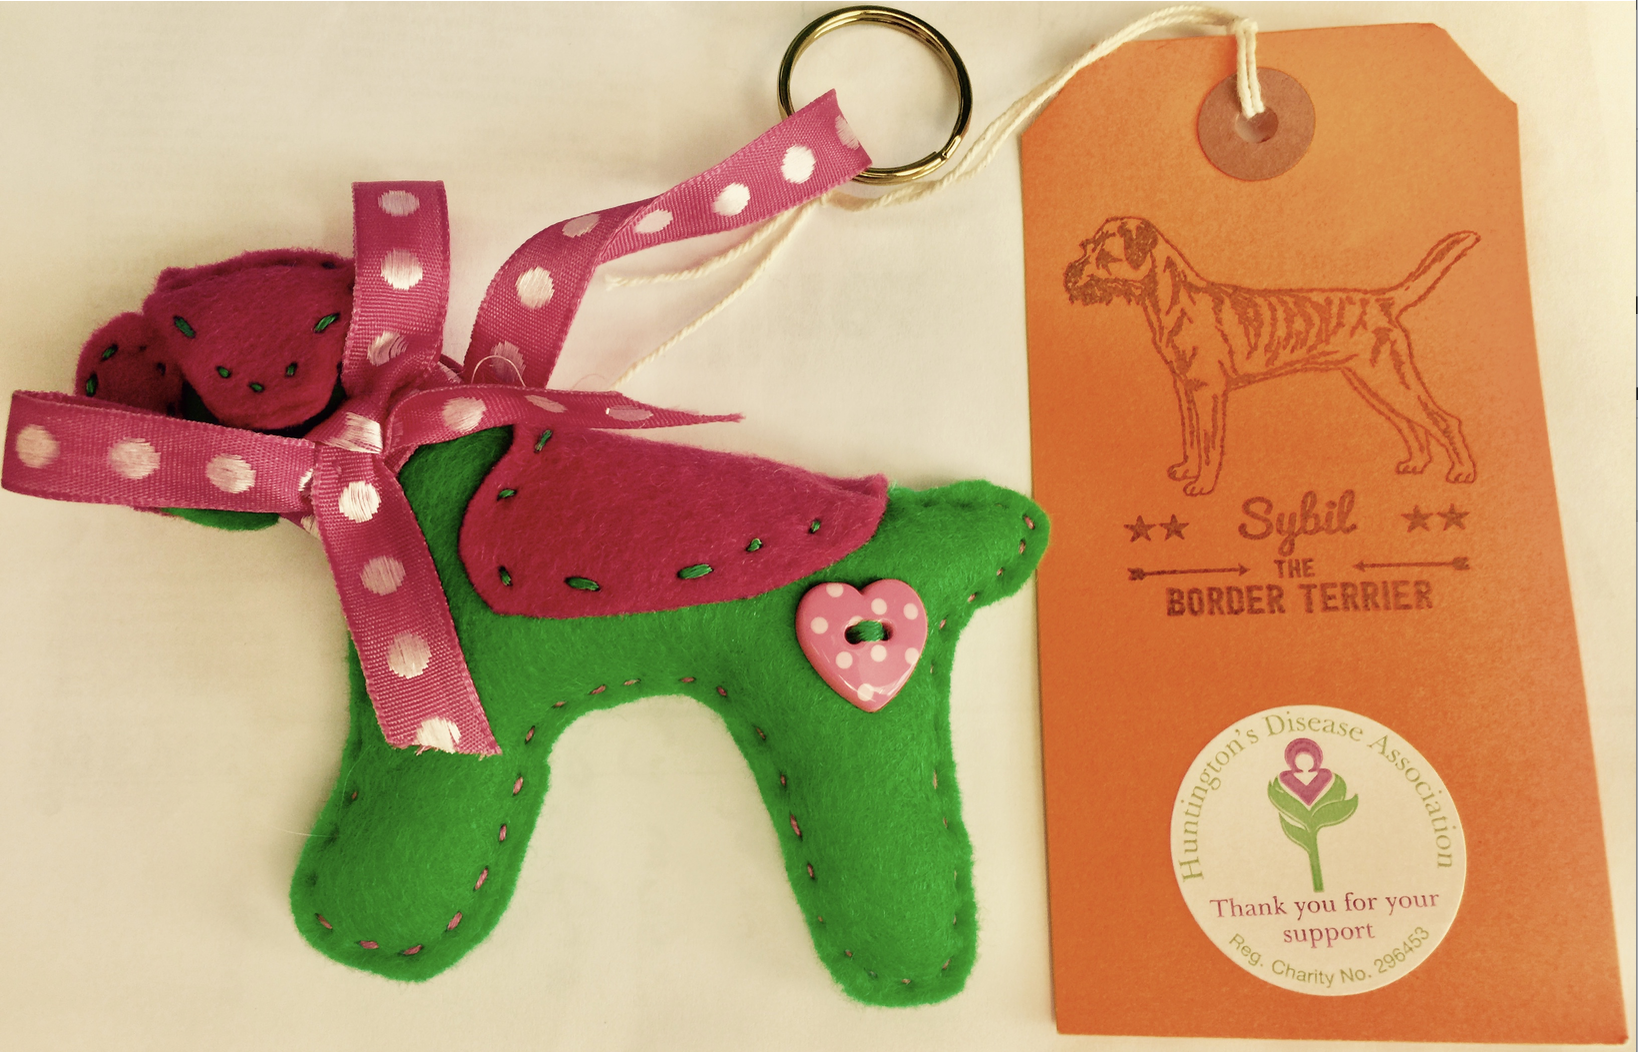 Sybil
THE
BORDER TERRIER
Huntington's Disease Association
Thank you for your
support
Reg. Charity No. 296453